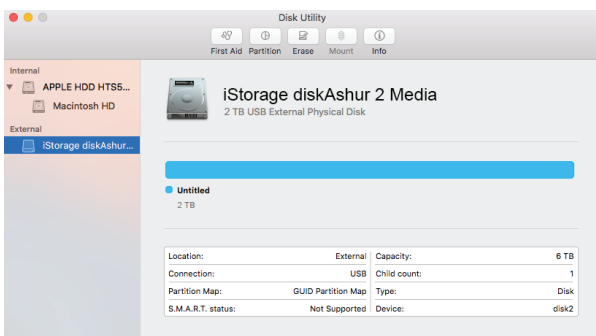 Disk Utility
First Aid Partition Erase Mount Info
Internal
APPLE HDD HTS5...
Macintosh HD
External
iStorage diskAshur...
iStorage diskAshur 2 Media
2 TB USB External Physical Disk
Untitled
2 TB
Location: External Capacity: 6 TB
Connection: USB Child count: 1
Partition Map: GUID Partition Map Type: Disk
S.M.A.R.T. status: Not Supported Device: disk2